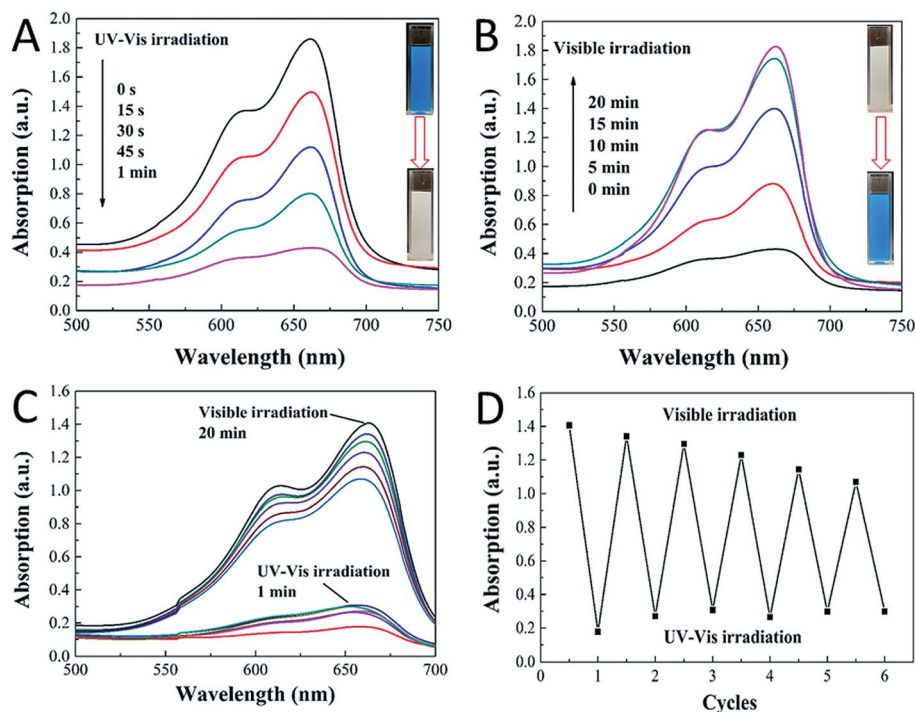 A
UV-Vis irradiation
0 s
15 s
30 s
45 s
1 min
Absorption (a.u.)
2.0
1.8
1.6
1.4
1.2
1.0
0.8
0.6
0.4
0.2
0.0
500 550 600 650 700 750
Wavelength (nm)
B
Visible irradiation
20 min
15 min
10 min
5 min
0 min
Absorption (a.u.)
2.0
1.8
1.6
1.4
1.2
1.0
0.8
0.6
0.4
0.2
0.0
500 550 600 650 700 750
Wavelength (nm)
C
Visible irradiation
20 min
UV-Vis irradiation
1 min
Absorption (a.u.)
1.6
1.4
1.2
1.0
0.8
0.6
0.4
0.2
0.0
500 550 600 650 700
Wavelength (nm)
D
Visible irradiation
UV-Vis irradiation
Absorption (a.u.)
1.6
1.4
1.2
1.0
0.8
0.6
0.4
0.2
0.0
0 1 2 3 4 5 6
Cycles